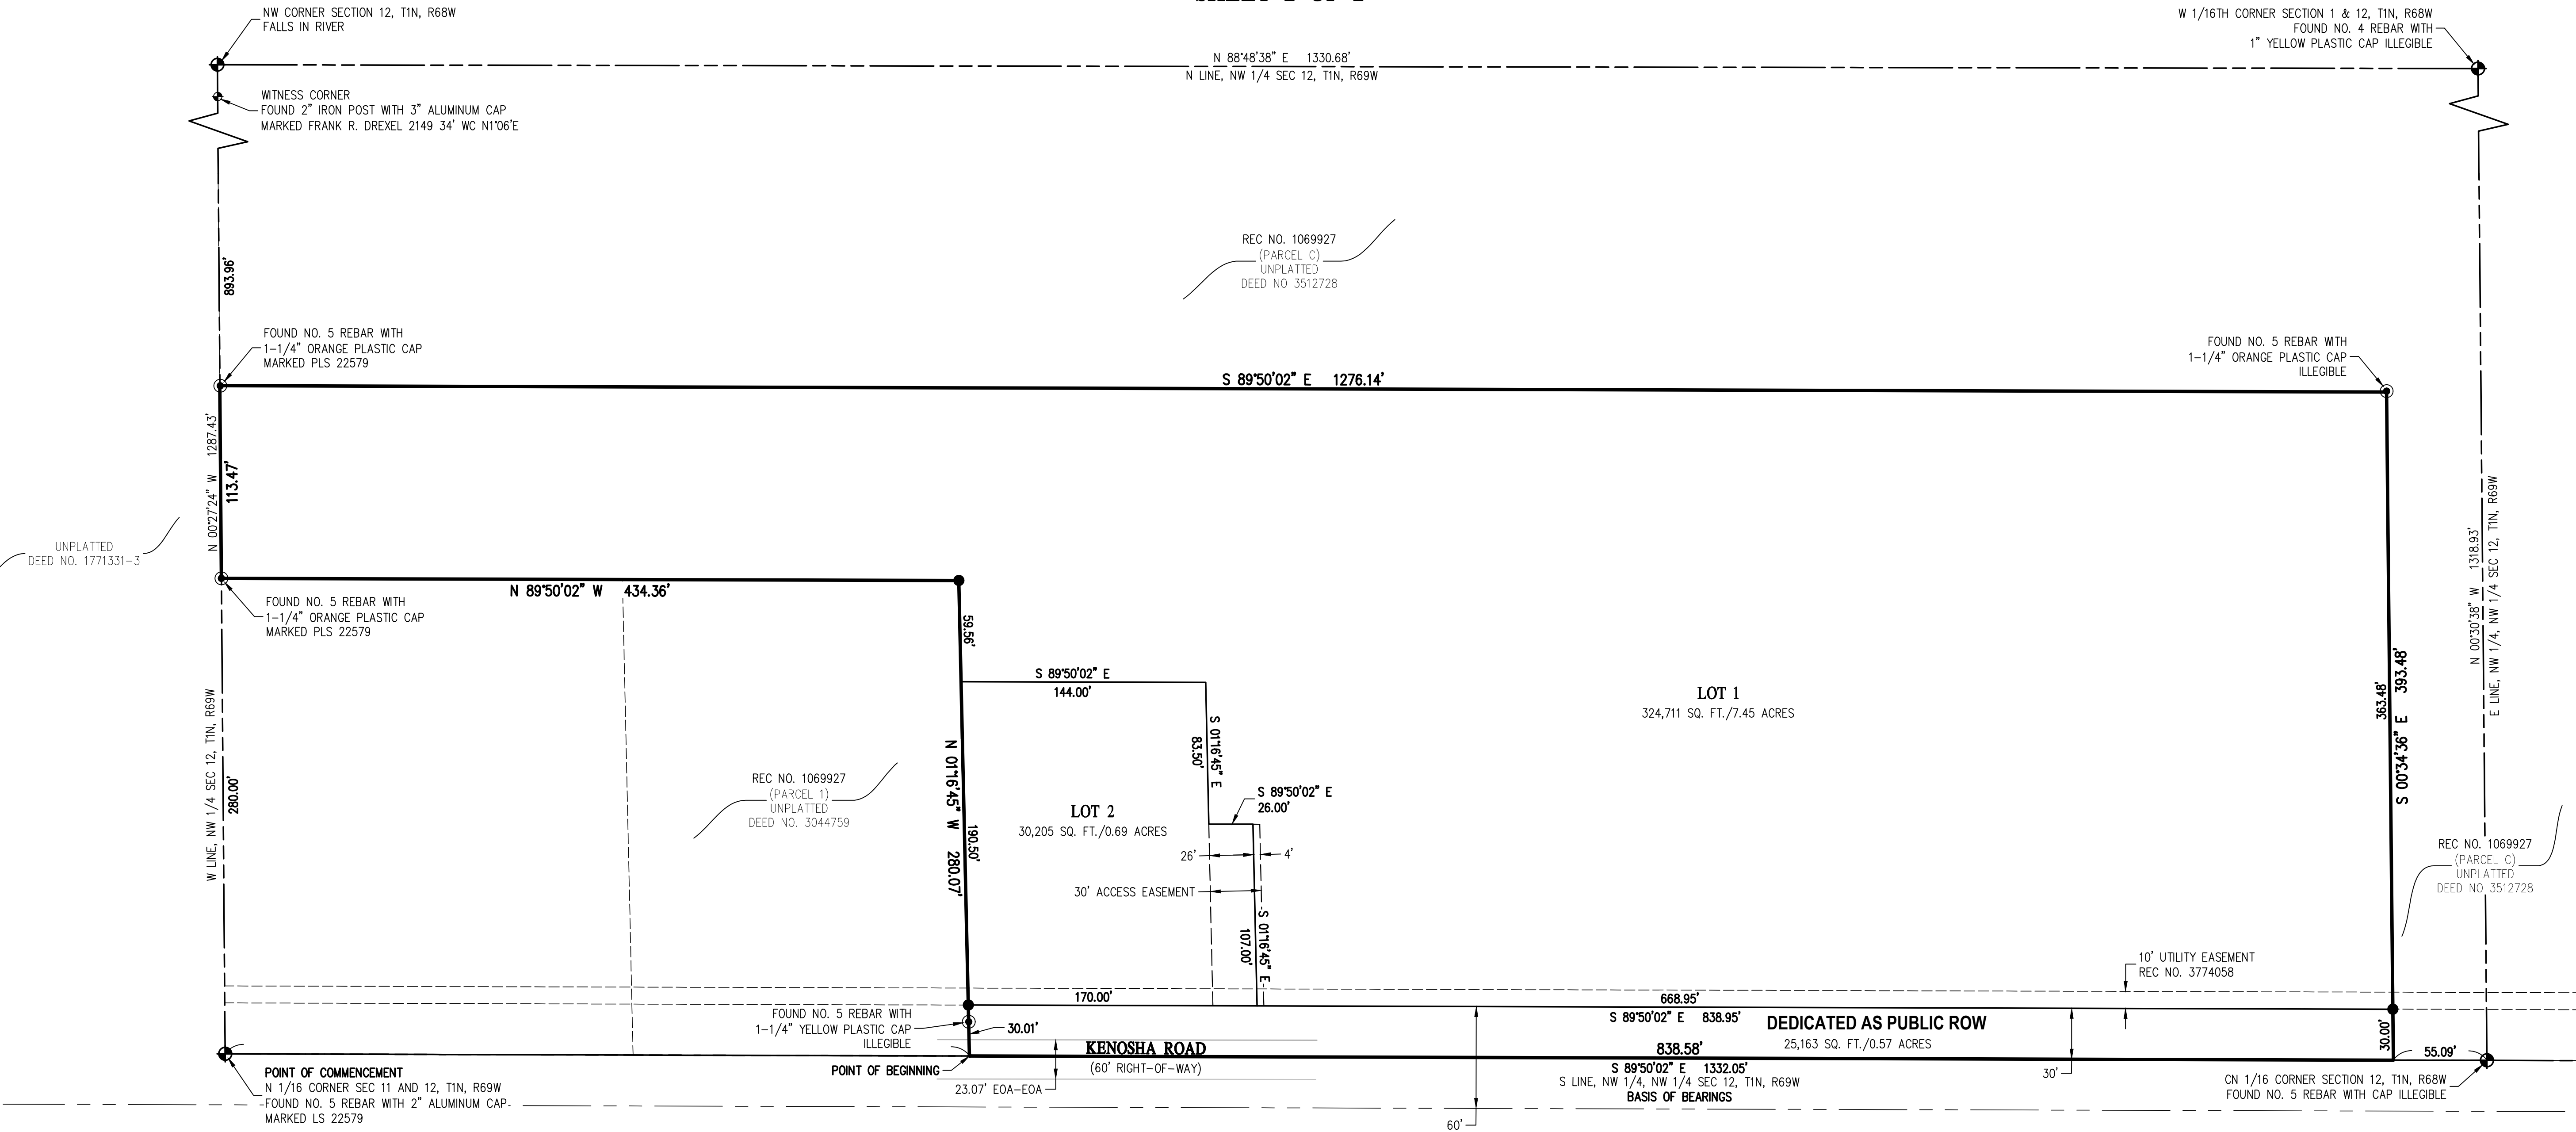 NW CORNER SECTION 12, T1N, R68W
FALLS IN RIVER
W 1/16TH CORNER SECTION 1 & 12, T1N, R68W
FOUND NO. 4 REBAR WITH
1" YELLOW PLASTIC CAP ILLEGIBLE
N 88°48'38" E 1330.68'
N LINE, NW 1/4 SEC 12, T1N, R69W
WITNESS CORNER
FOUND 2" IRON POST WITH 3" ALUMINUM CAP
MARKED FRANK R. DREXEL 2149 34' WC N1°06'E
893.96'
REC NO. 1069927
(PARCEL C)
UNPLATTED
DEED NO 3512728
FOUND NO. 5 REBAR WITH
1-1/4" ORANGE PLASTIC CAP
MARKED PLS 22579
FOUND NO. 5 REBAR WITH
1-1/4" ORANGE PLASTIC CAP
ILLEGIBLE
S 89°50'02" E 1276.14'
N 00°27'24" W 1287.43'
113.47'
UNPLATTED
DEED NO. 1771331-3
N 00°30'38" W 1318.93'
E LINE, NW 1/4, NW 1/4 SEC 12, T1N, R69W
N 89°50'02" W 434.36'
FOUND NO. 5 REBAR WITH
1-1/4" ORANGE PLASTIC CAP
MARKED PLS 22579
59.56'
S 89°50'02" E
144.00'
LOT 1
324,711 SQ. FT./7.45 ACRES
363.48'
S 00°34'36" E 393.48'
W LINE, NW 1/4 SEC 12, T1N, R69W
280.00'
REC NO. 1069927
(PARCEL 1)
UNPLATTED
DEED NO. 3044759
N 01°16'45" W 280.07'
190.50'
S 01°16'45" E
83.50'
S 89°50'02" E
26.00'
LOT 2
30,205 SQ. FT./0.69 ACRES
26'
4'
30' ACCESS EASEMENT
S 01°16'45" E
107.00'
REC NO. 1069927
(PARCEL C)
UNPLATTED
DEED NO 3512728
10' UTILITY EASEMENT
REC NO. 3774058
170.00'
668.95'
S 89°50'02" E 838.95'
FOUND NO. 5 REBAR WITH
1-1/4" YELLOW PLASTIC CAP
ILLEGIBLE
30.01'
DEDICATED AS PUBLIC ROW
25,163 SQ. FT./0.57 ACRES
30.00'
KENOSHA ROAD
(60' RIGHT-OF-WAY)
838.58'
55.09'
POINT OF BEGINNING
S 89°50'02" E 1332.05'
S LINE, NW 1/4, NW 1/4 SEC 12, T1N, R69W
BASIS OF BEARINGS
30'
23.07' EOA-EOA
POINT OF COMMENCEMENT
N 1/16 CORNER SEC 11 AND 12, T1N, R69W
FOUND NO. 5 REBAR WITH 2" ALUMINUM CAP
MARKED LS 22579
CN 1/16 CORNER SECTION 12, T1N, R68W
FOUND NO. 5 REBAR WITH CAP ILLEGIBLE
60'